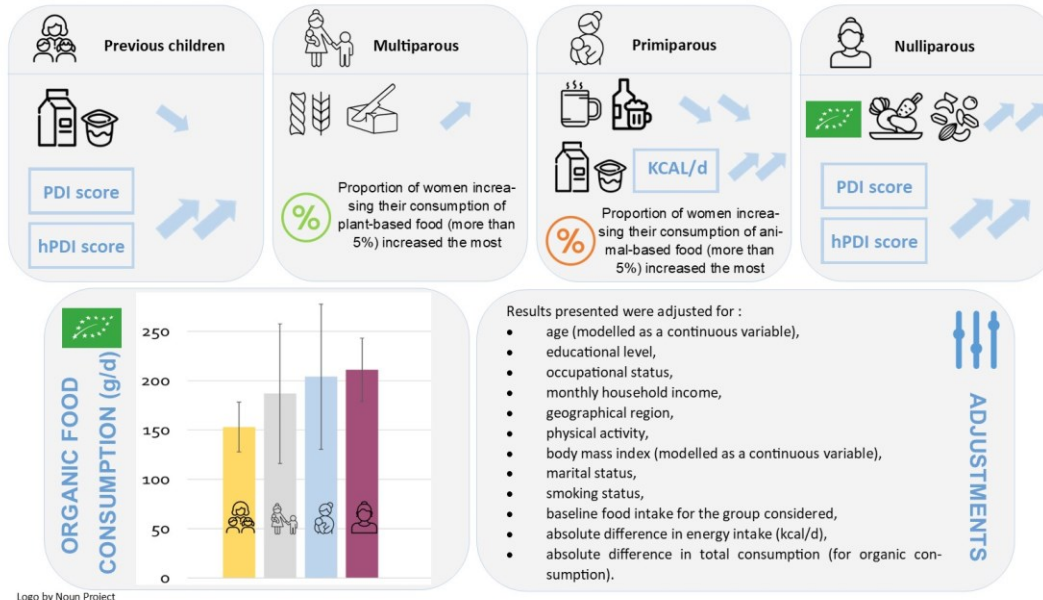 Previous children
PDI score
hPDI score
Multiparous
%
Proportion of women increa-
sing their consumption of
plant-based food (more than
5%) increased the most
Primiparous
KCAL/d
%
Proportion of women increa-
sing their consumption of ani-
mal-based food (more than
5%) increased the most
Nulliparous
PDI score
hPDI score
ORGANIC FOOD
CONSUMPTION (g/d)
250
200
150
100
50
0
Results presented were adjusted for :
• age (modelled as a continuous variable),
• educational level,
• occupational status,
• monthly household income,
• geographical region,
• physical activity,
• body mass index (modelled as a continuous variable),
• marital status,
• smoking status,
• baseline food intake for the group considered,
• absolute difference in energy intake (kcal/d),
• absolute difference in total consumption (for organic con-
sumption).
ADJUSTMENTS
Logo by Noun Project